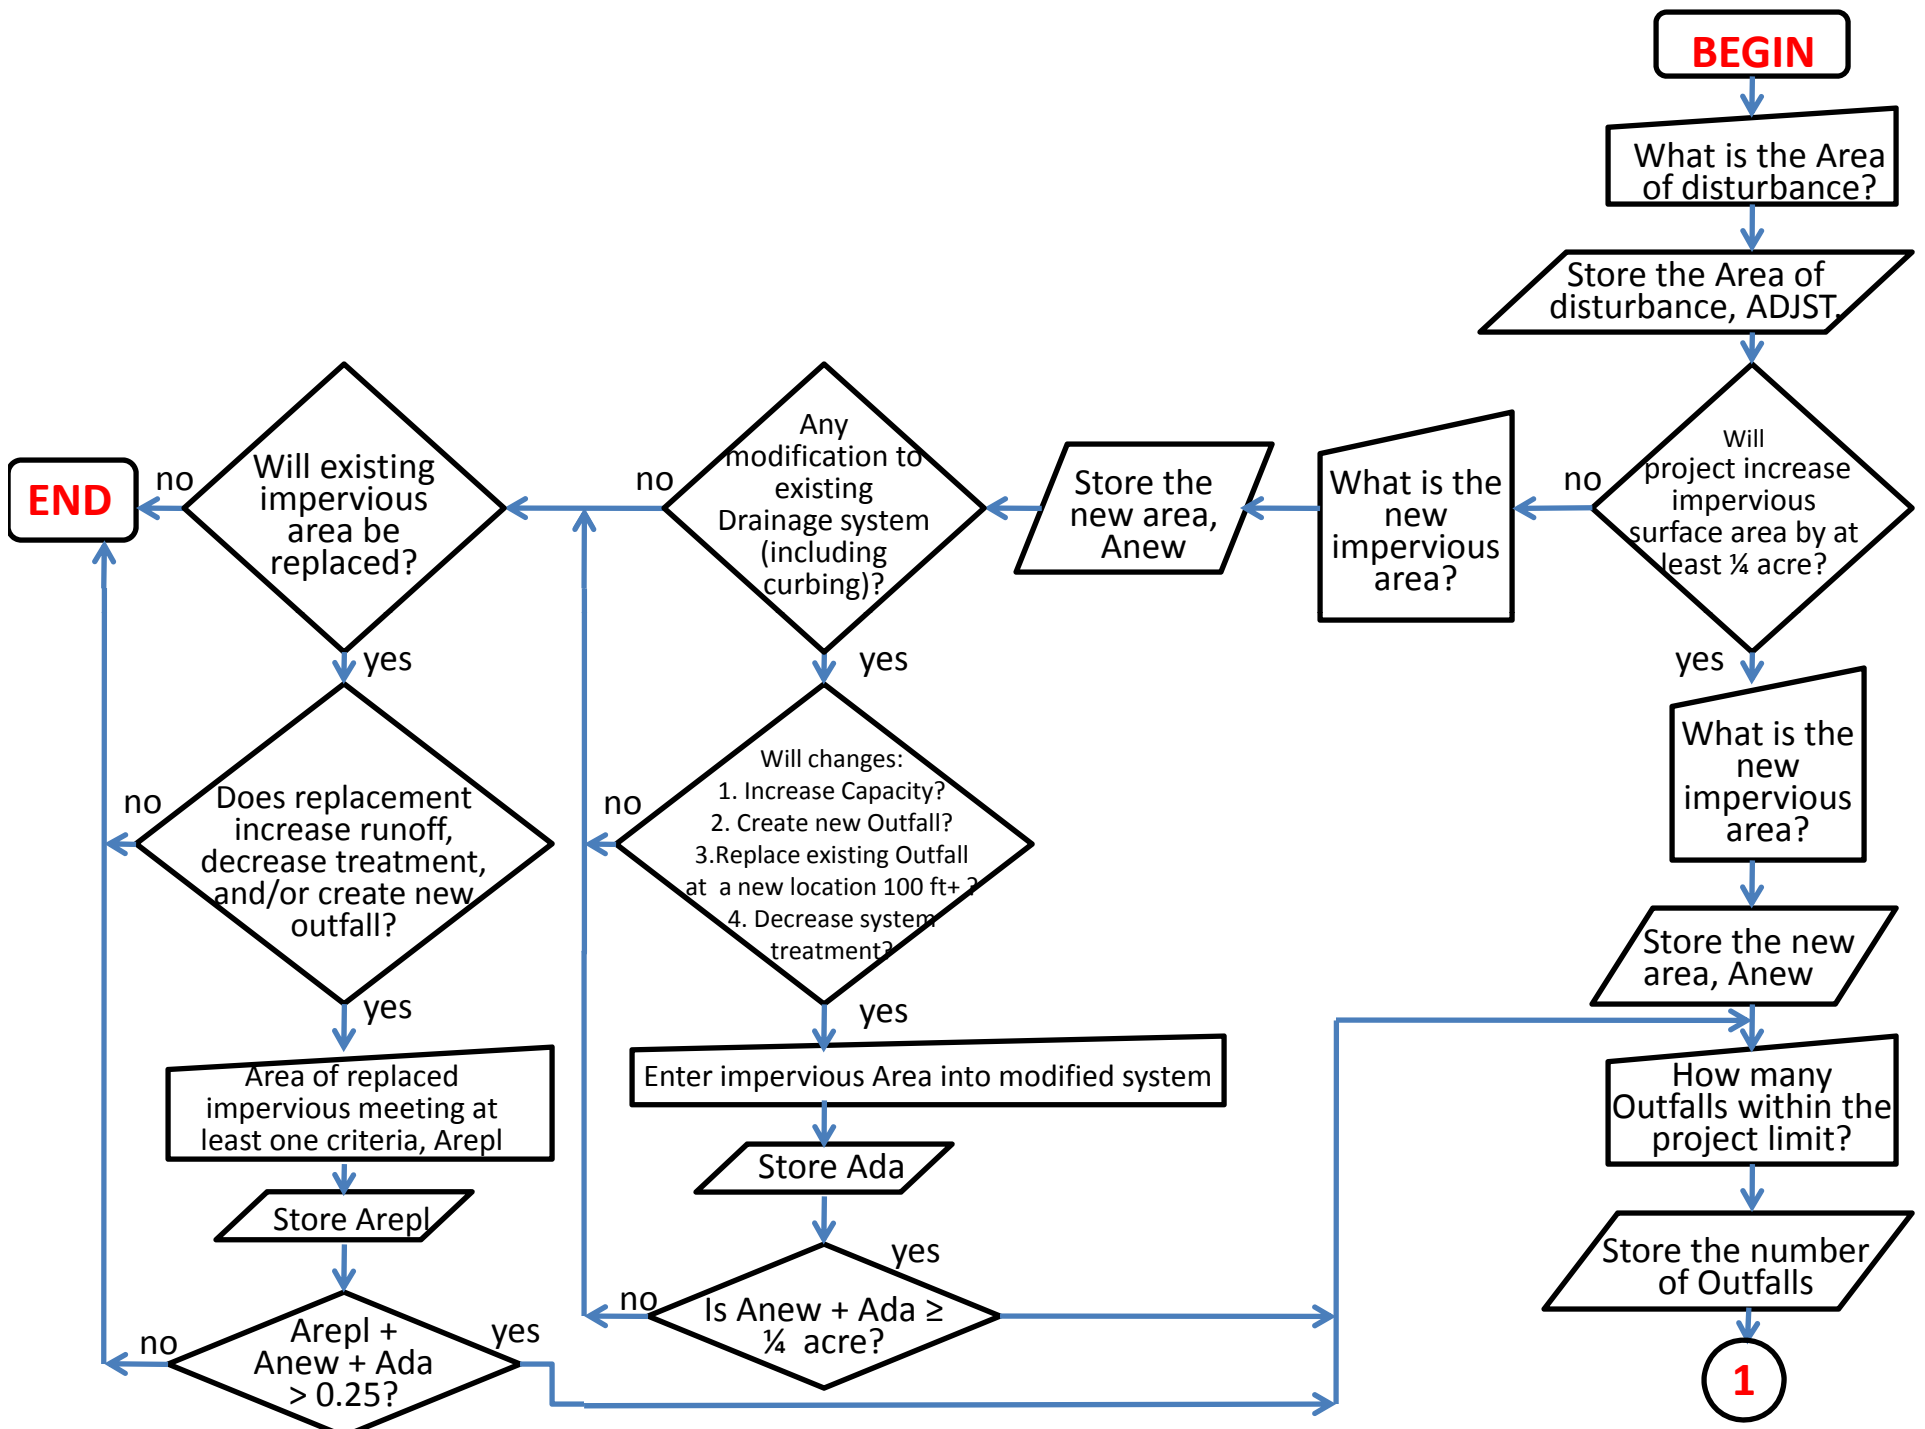 BEGIN
What is the Area
of disturbance?
Store the Area of
disturbance, ADJST.
Will
project increase
impervious
surface area by at
least ¼ acre?
no
yes
What is the
new
impervious
area?
Store the
new area,
Anew
Any
modification to
existing
Drainage system
(including
curbing)?
no
yes
Will existing
impervious
area be
replaced?
no
yes
END
Does replacement
increase runoff,
decrease treatment,
and/or create new
outfall?
no
yes
Area of replaced
impervious meeting at
least one criteria, Arepl
Store Arepl
Arepl +
Anew + Ada
> 0.25?
no
yes
Will changes:
1. Increase Capacity?
2. Create new Outfall?
3.Replace existing Outfall
at a new location 100 ft+ ?
4. Decrease system
treatment?
no
yes
Enter impervious Area into modified system
Store Ada
Is Anew + Ada ≥
¼ acre?
no
yes
What is the
new
impervious
area?
Store the new
area, Anew
How many
Outfalls within the
project limit?
Store the number
of Outfalls
1